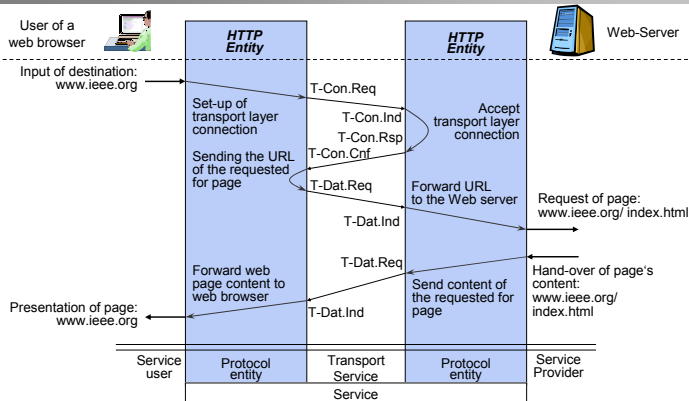 User of a
web browser
HTTP
Entity
HTTP
Entity
Web-Server
Input of destination:
www.ieee.org
T-Con.Req
Set-up of
transport layer
connection
T-Con.Ind
Accept
transport layer
connection
T-Con.Rsp
T-Con.Cnf
Sending the URL
of the requested
for page
T-Dat.Req
Forward URL
to the Web server
T-Dat.Ind
Request of page:
www.ieee.org/ index.html
T-Dat.Req
Forward web
page content to
web browser
Send content of
the requested for
page
Hand-over of page‘s
content:
www.ieee.org/
index.html
Presentation of page:
www.ieee.org
T-Dat.Ind
Service
user
Protocol
entity
Transport
Service
Protocol
entity
Service
Provider
Service